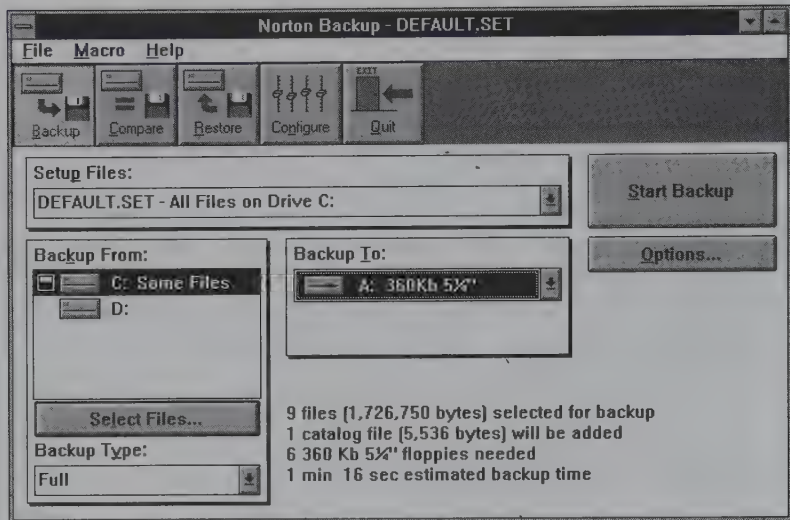 Norton Backup - DEFAULT.SET
File Macro Help
EXIT
Backup Compare Restore Configure Quit
Setup Files:
DEFAULT.SET - All Files on Drive C:
Start Backup
Backup From:
C: Some Files
D:
Backup To:
A: 360Kb 5¼"
Options...
Select Files...
Backup Type:
Full
9 files (1,726,750 bytes) selected for backup
1 catalog file (5,536 bytes) will be added
6 360 Kb 5¼" floppies needed
1 min 16 sec estimated backup time